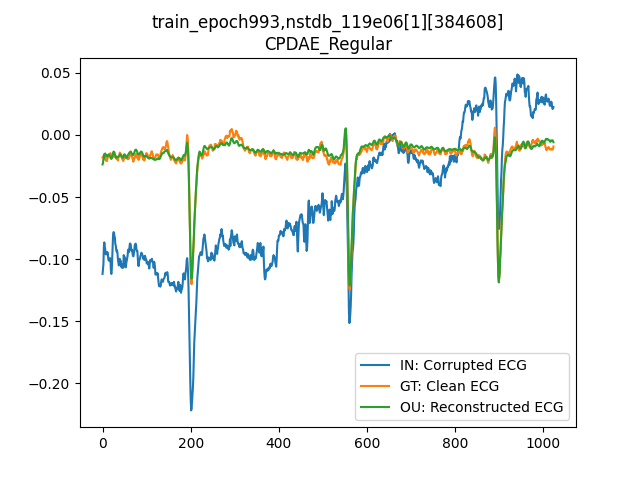 train_epoch993,nstdb_119e06[1][384608]
CPDAE_Regular
0.05
0.00
−0.05
−0.10
−0.15
−0.20
0 200 400 600 800 1000
IN: Corrupted ECG
GT: Clean ECG
OU: Reconstructed ECG